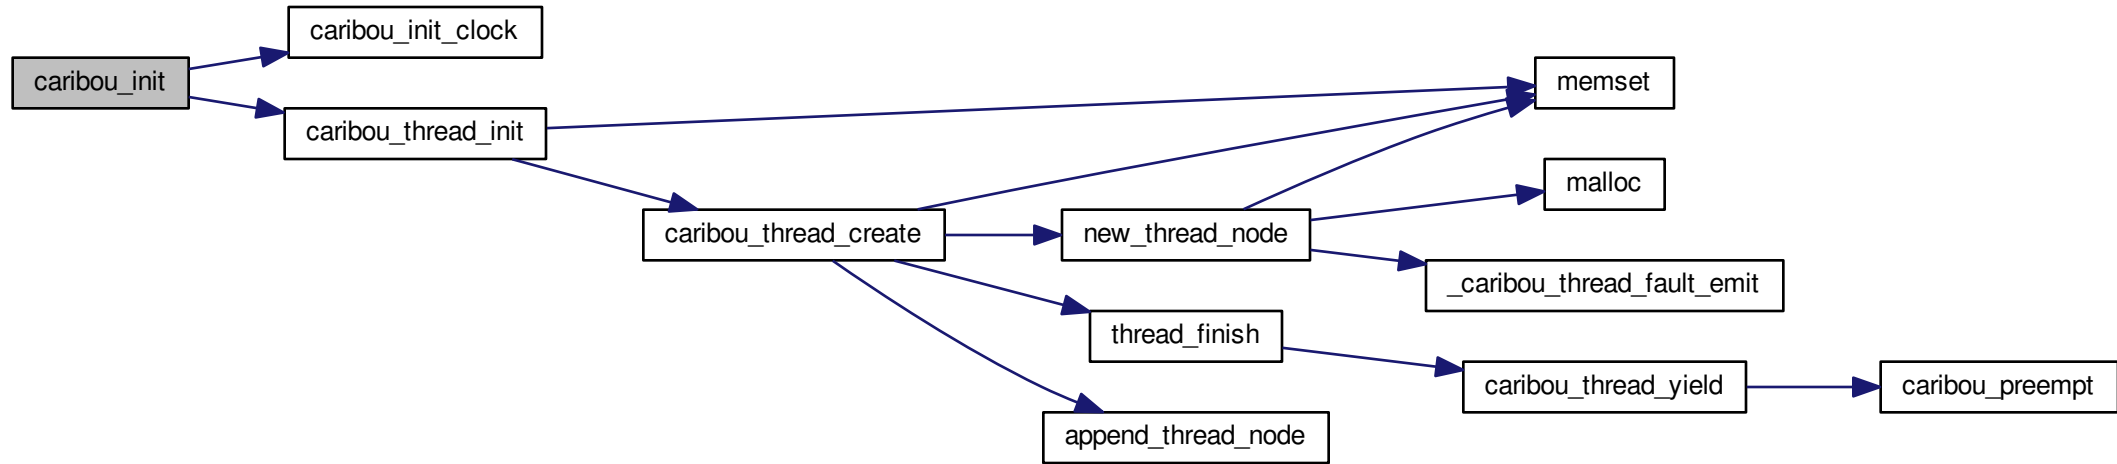 caribou_init
caribou_init_clock
caribou_thread_init
caribou_thread_create
new_thread_node
thread_finish
append_thread_node
memset
malloc
_caribou_thread_fault_emit
caribou_thread_yield
caribou_preempt